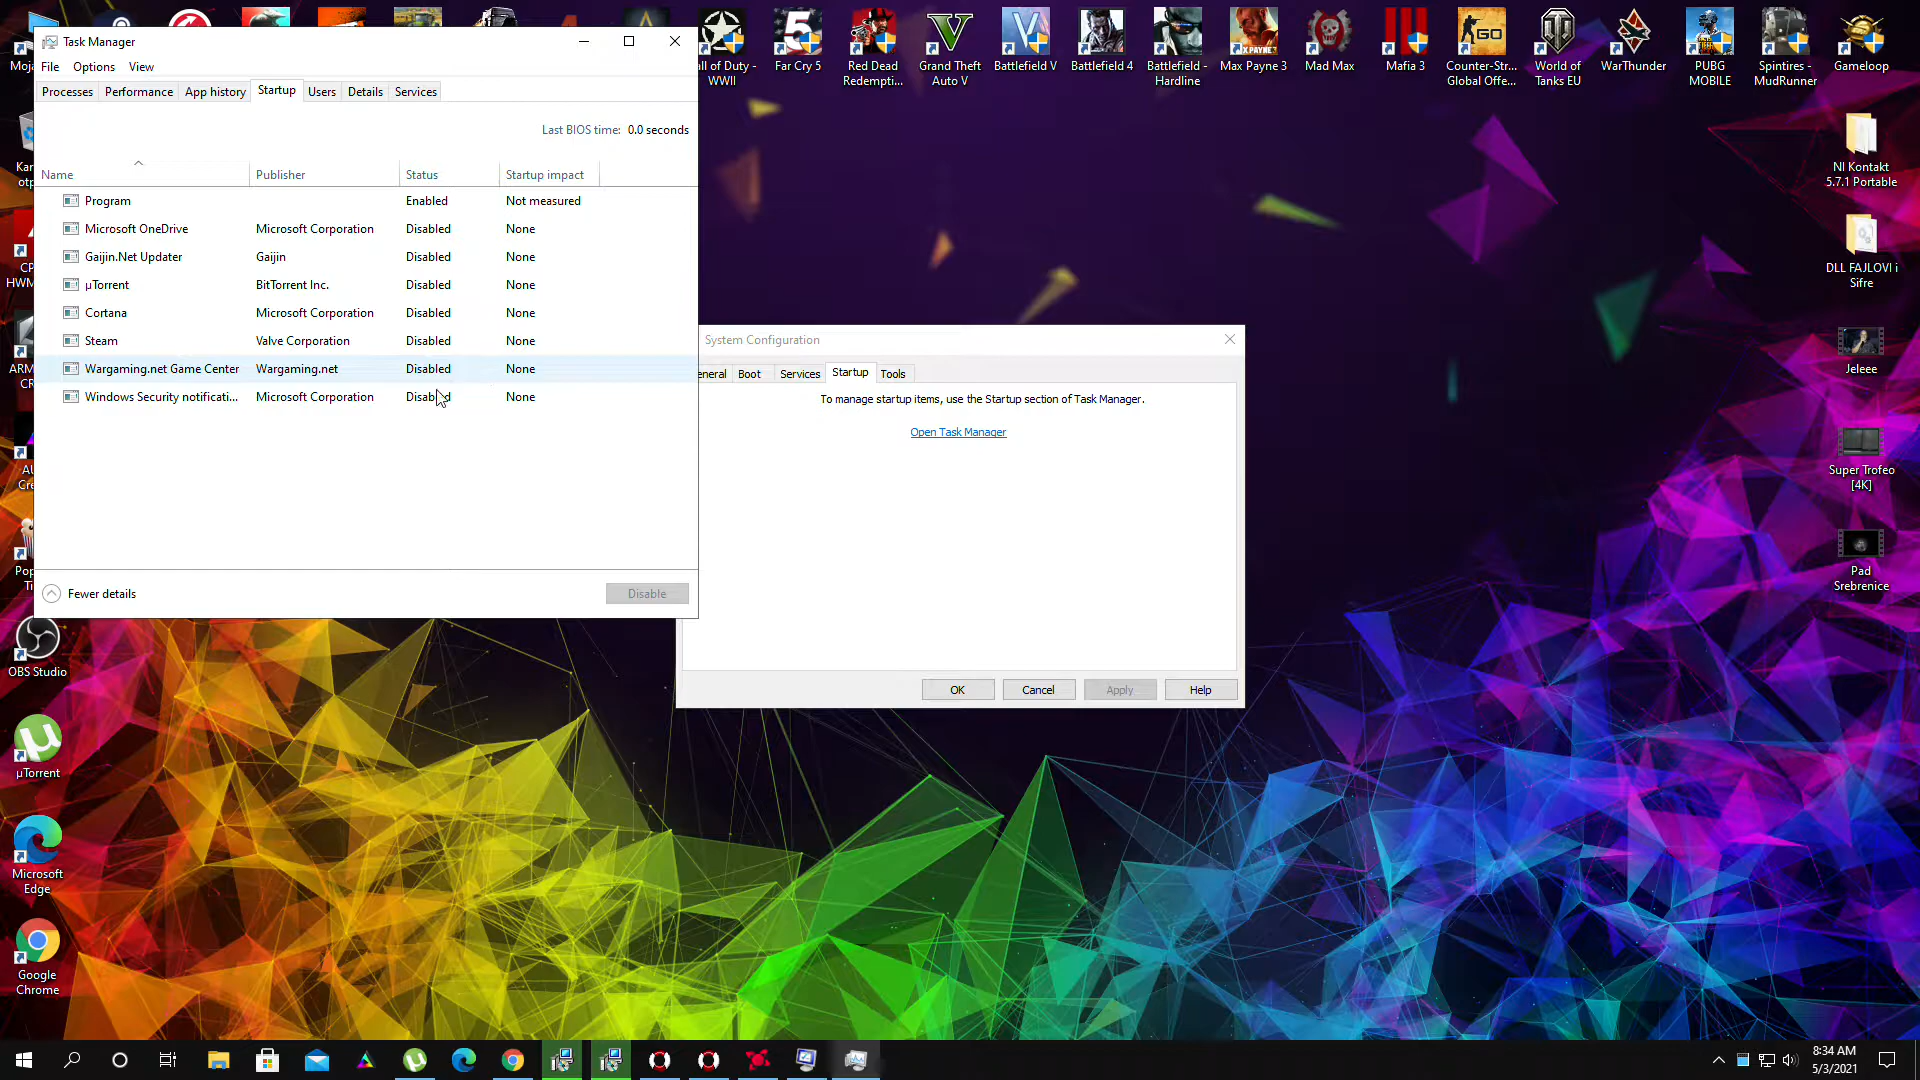 Task Manager
File Options View
Processes Performance App history Startup Users Details Services
Last BIOS time: 0.0 seconds
Name Publisher Status Startup impact
Program Enabled Not measured
Microsoft OneDrive Microsoft Corporation Disabled None
Gaijin.Net Updater Gaijin Disabled None
µTorrent BitTorrent Inc. Disabled None
Cortana Microsoft Corporation Disabled None
Steam Valve Corporation Disabled None
Wargaming.net Game Center Wargaming.net Disabled None
Windows Security notificati... Microsoft Corporation Disabled None
Fewer details
Disable
System Configuration
Boot Services Startup Tools
To manage startup items, use the Startup section of Task Manager.
Open Task Manager
OK Cancel Apply Help
all of Duty -
WWII
Far Cry 5
Red Dead
Redempti...
Grand Theft
Auto V
Battlefield V
Battlefield 4
Battlefield -
Hardline
Max Payne 3
Mad Max
Mafia 3
Counter-Str...
Global Offe...
World of
Tanks EU
WarThunder
PUBG
MOBILE
Spintires -
MudRunner
Gameloop
NI Kontakt
5.7.1 Portable
DLL FAJLOVI i
Sifre
Jeleee
Super Trofeo
[4K]
Pad
Srebrenice
OBS Studio
µTorrent
Microsoft
Edge
Google
Chrome
8:34 AM
5/3/2021